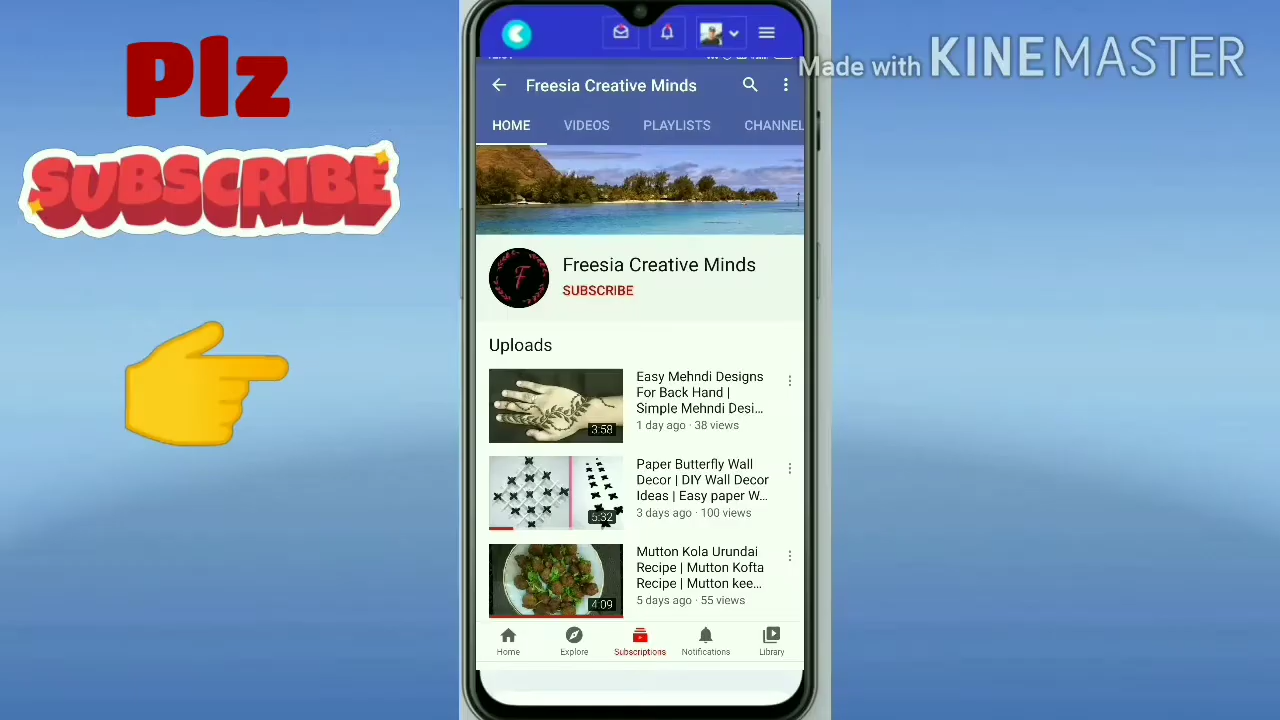 Plz
SUBSCRIBE
Made with KINEMASTER
Freesia Creative Minds
HOME VIDEOS PLAYLISTS CHANNEL
F
Freesia Creative Minds
SUBSCRIBE
Uploads
Easy Mehndi Designs
For Back Hand |
Simple Mehndi Desi...
1 day ago · 38 views
3:58
Paper Butterfly Wall
Decor | DIY Wall Decor
Ideas | Easy paper W...
3 days ago · 100 views
5:32
Mutton Kola Urundai
Recipe | Mutton Kofta
Recipe | Mutton kee...
5 days ago · 55 views
4:09
Home Explore Subscriptions Notifications Library